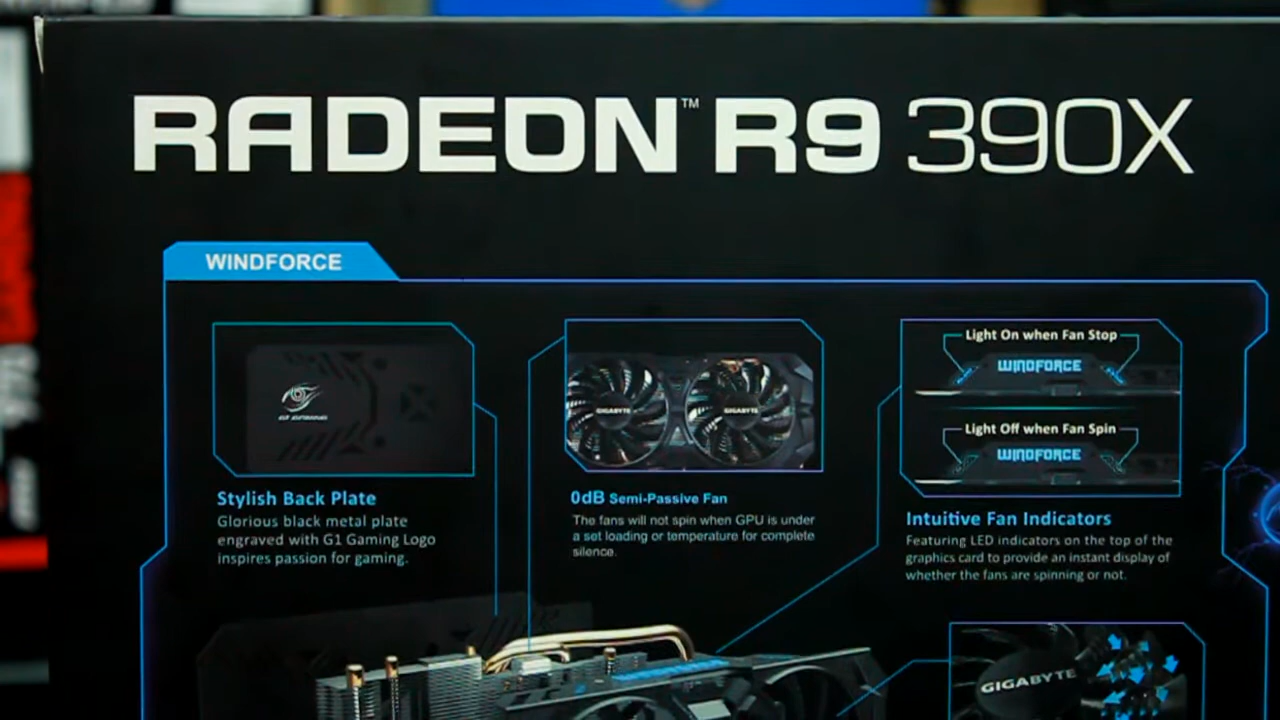 RADEON™ R9 390X
WINDFORCE
G1 GAMING
GIGABYTE
GIGABYTE
Light On when Fan Stop
WINDFORCE
Light Off when Fan Spin
WINDFORCE
Stylish Back Plate
Glorious black metal plate
engraved with G1 Gaming Logo
inspires passion for gaming.
0dB Semi-Passive Fan
The fans will not spin when GPU is under
a set loading or temperature for complete
silence.
Intuitive Fan Indicators
Featuring LED indicators on the top of the
graphics card to provide an instant display of
whether the fans are spinning or not.
GIGABYTE